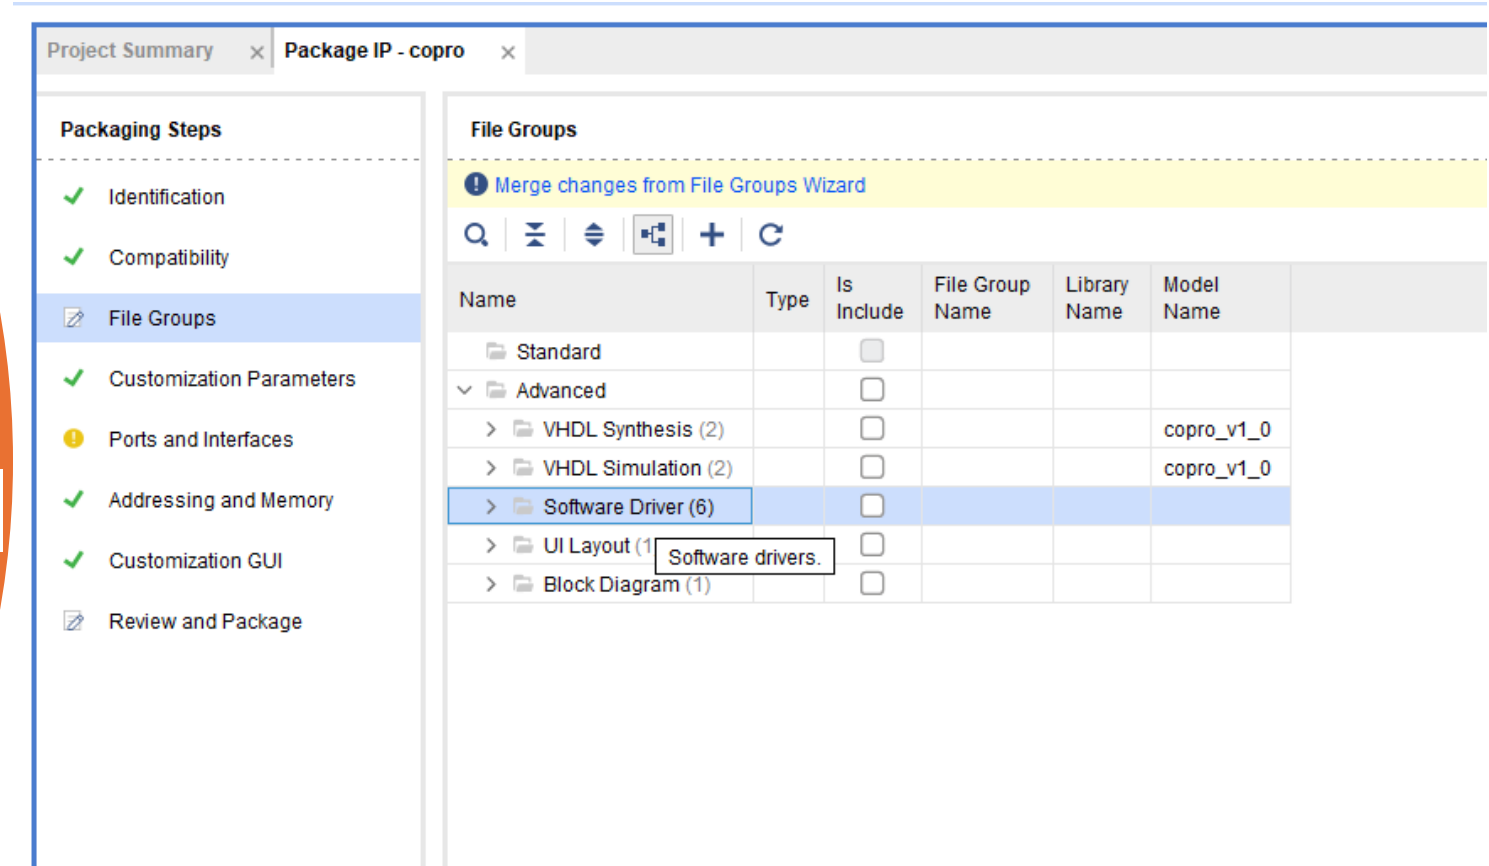 Project Summary
Package IP - copro
Packaging Steps
Identification
Compatibility
File Groups
Customization Parameters
Ports and Interfaces
Addressing and Memory
Customization GUI
Review and Package
File Groups
Merge changes from File Groups Wizard
Name Type Is Include File Group Name Library Name Model Name
Standard
Advanced
VHDL Synthesis (2) copro_v1_0
VHDL Simulation (2) copro_v1_0
Software Driver (6)
UI Layout (1
Software drivers.
Block Diagram (1)